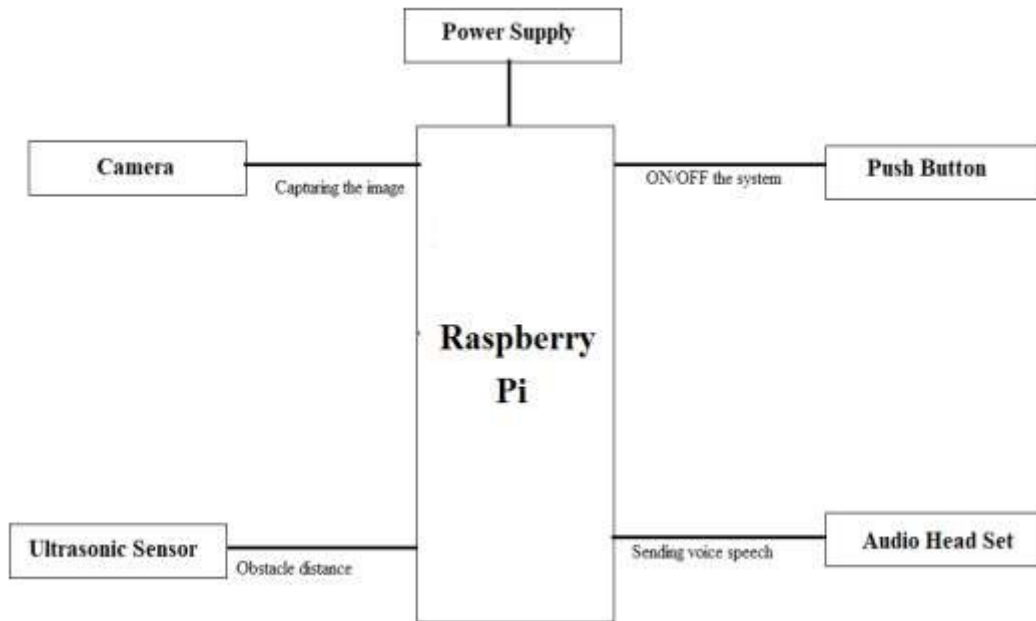 Power Supply
Camera
Capturing the image
ON/OFF the system
Push Button
Raspberry
Pi
Ultrasonic Sensor
Obstacle distance
Sending voice speech
Audio Head Set